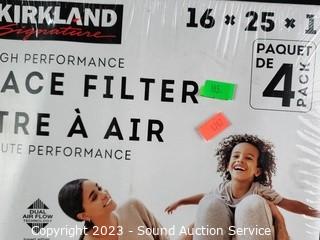 KIRKLAND
Signature
16 × 25 × 1
GH PERFORMANCE
ACE FILTER
TRE À AIR
UTE PERFORMANCE
PAQUET
DE
4
PACK
DUAL
AIR FLOW
Copyright 2023 - Sound Auction Service